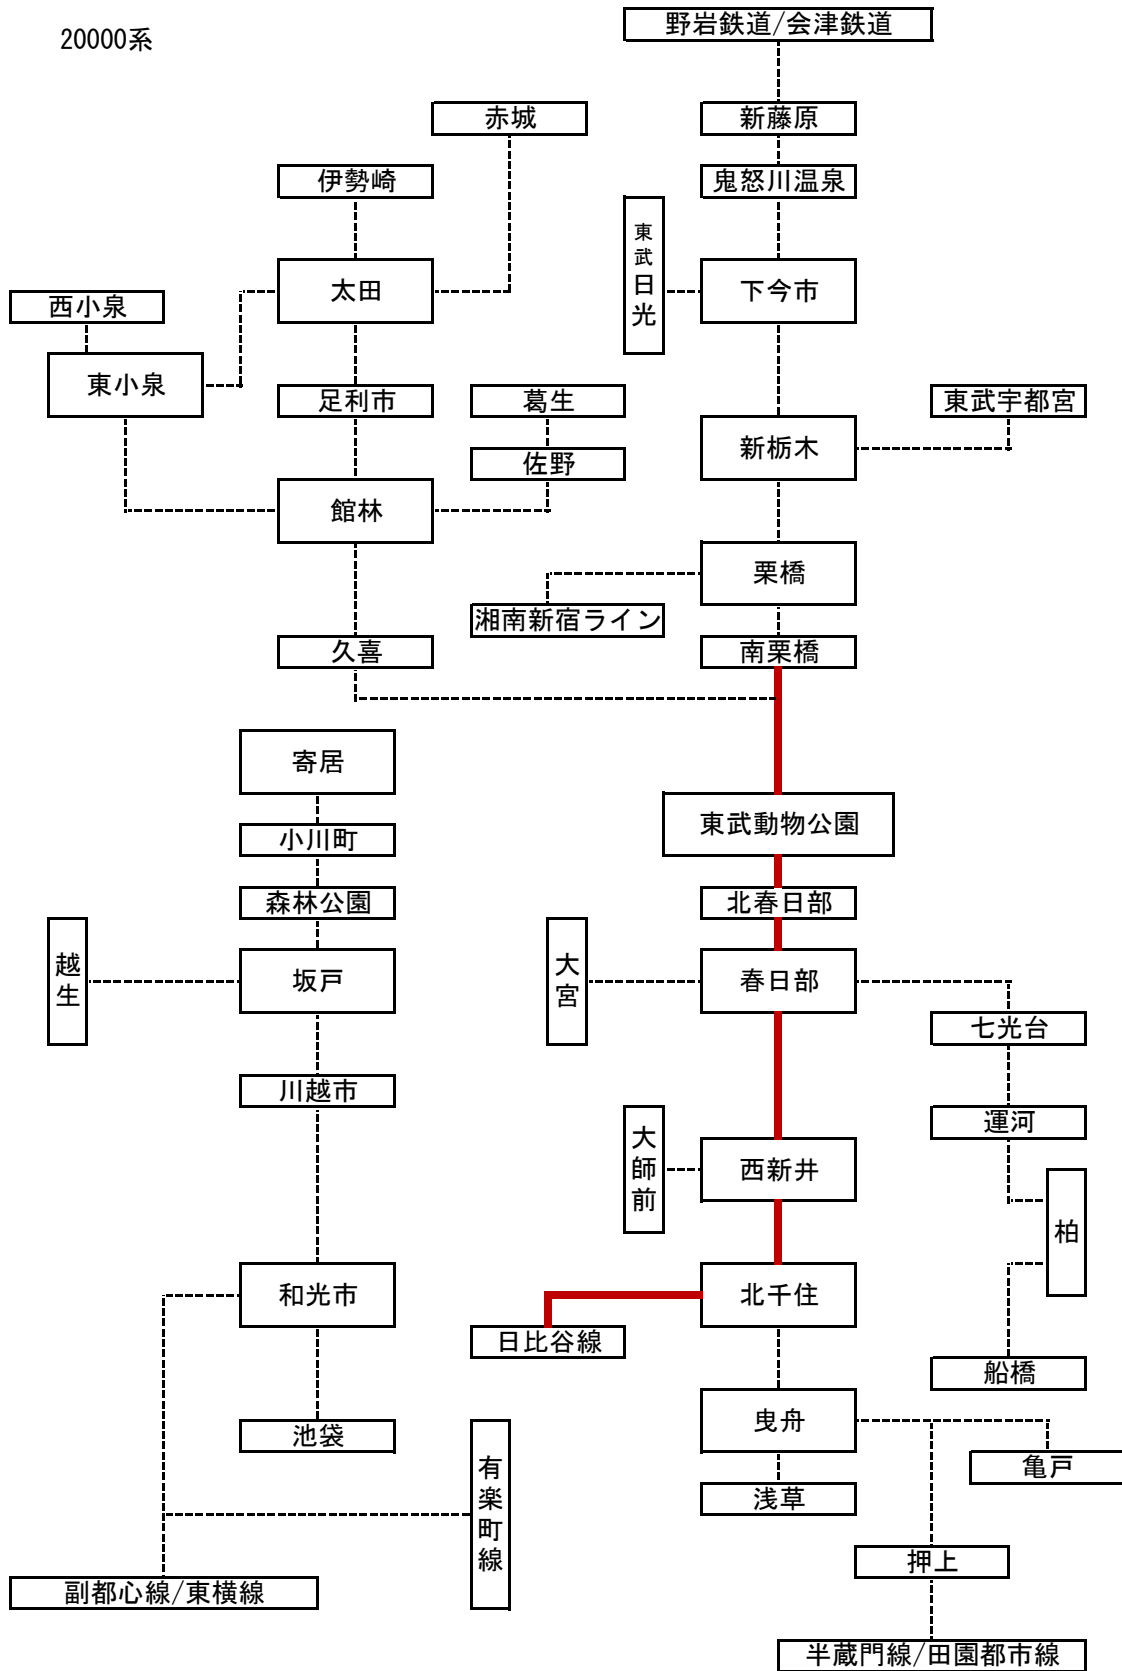 20000系
野岩鉄道/会津鉄道
赤城
新藤原
伊勢崎
鬼怒川温泉
東武日光
太田
下今市
西小泉
東小泉
足利市
葛生
東武宇都宮
新栃木
佐野
館林
栗橋
湘南新宿ライン
久喜
南栗橋
寄居
東武動物公園
小川町
森林公園
北春日部
越生
坂戸
大宮
春日部
七光台
川越市
運河
大師前
西新井
柏
和光市
北千住
日比谷線
船橋
曳舟
池袋
有楽町線
亀戸
浅草
押上
副都心線/東横線
半蔵門線/田園都市線